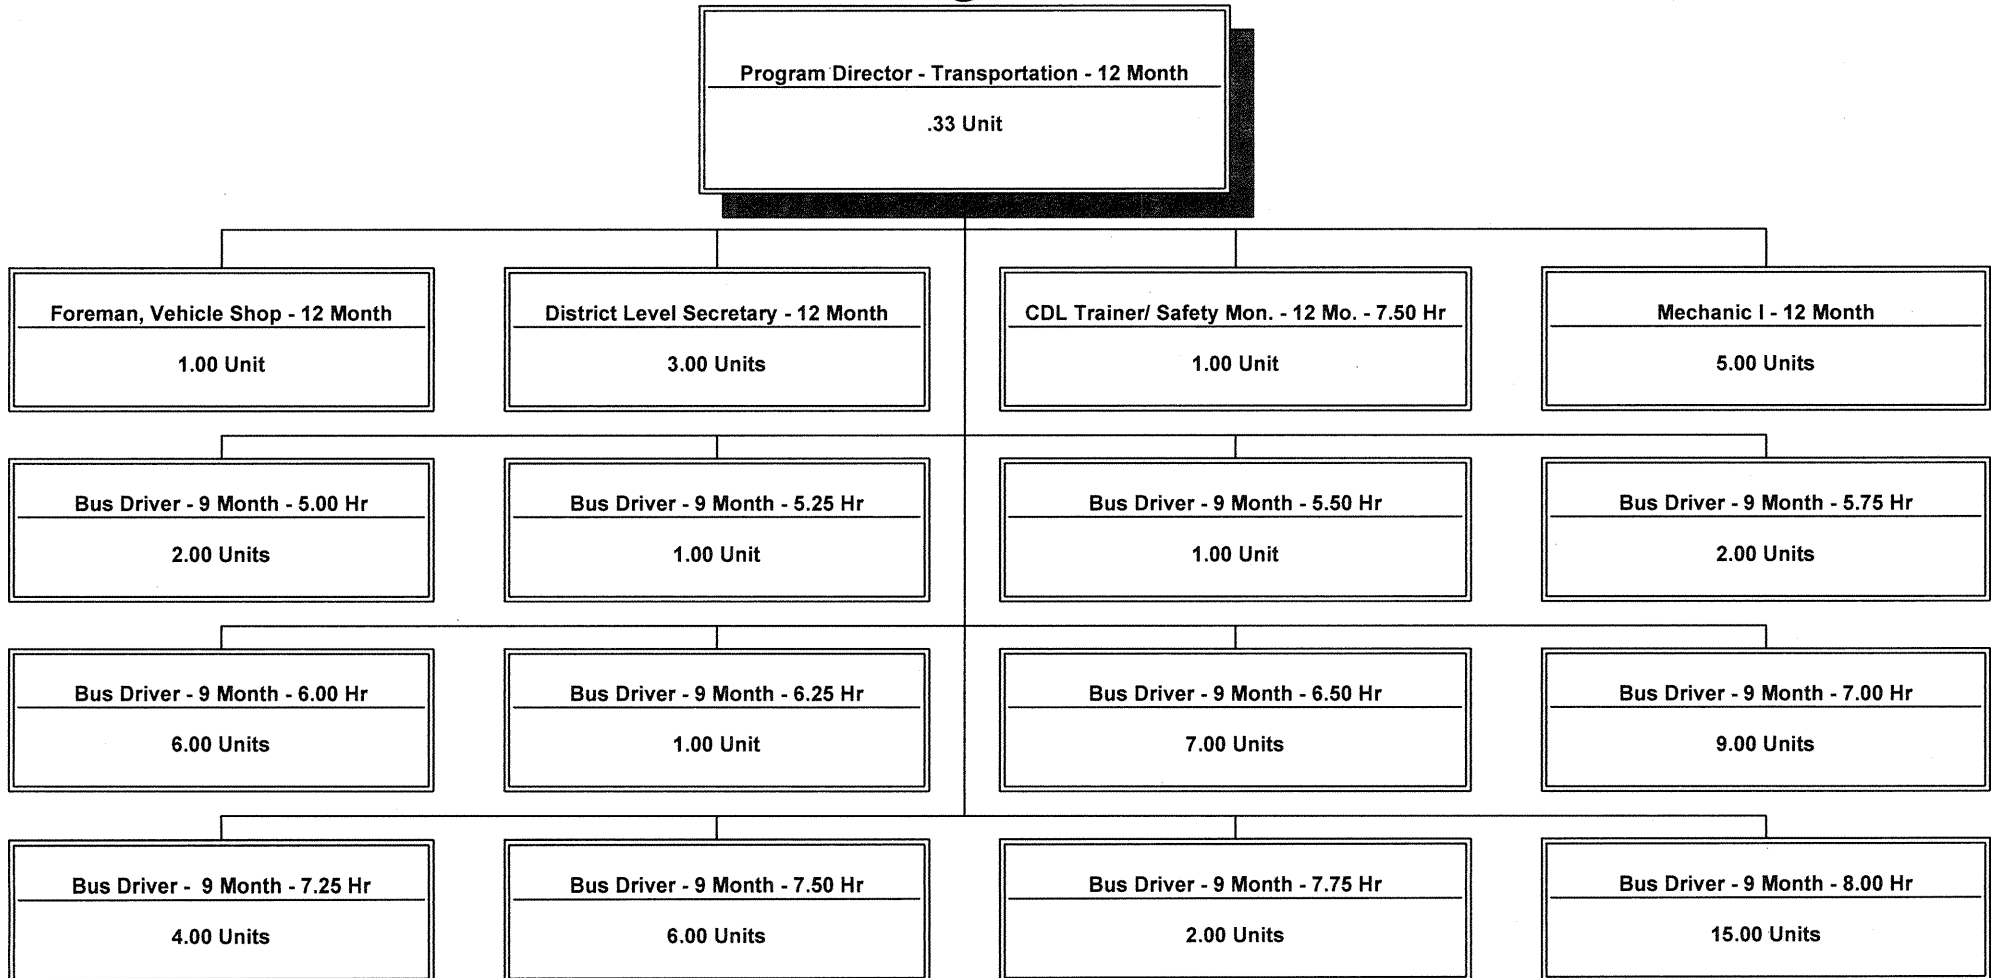 Program Director - Transportation - 12 Month
.33 Unit
Foreman, Vehicle Shop - 12 Month
1.00 Unit
District Level Secretary - 12 Month
3.00 Units
CDL Trainer/ Safety Mon. - 12 Mo. - 7.50 Hr
1.00 Unit
Mechanic I - 12 Month
5.00 Units
Bus Driver - 9 Month - 5.00 Hr
2.00 Units
Bus Driver - 9 Month - 5.25 Hr
1.00 Unit
Bus Driver - 9 Month - 5.50 Hr
1.00 Unit
Bus Driver - 9 Month - 5.75 Hr
2.00 Units
Bus Driver - 9 Month - 6.00 Hr
6.00 Units
Bus Driver - 9 Month - 6.25 Hr
1.00 Unit
Bus Driver - 9 Month - 6.50 Hr
7.00 Units
Bus Driver - 9 Month - 7.00 Hr
9.00 Units
Bus Driver - 9 Month - 7.25 Hr
4.00 Units
Bus Driver - 9 Month - 7.50 Hr
6.00 Units
Bus Driver - 9 Month - 7.75 Hr
2.00 Units
Bus Driver - 9 Month - 8.00 Hr
15.00 Units